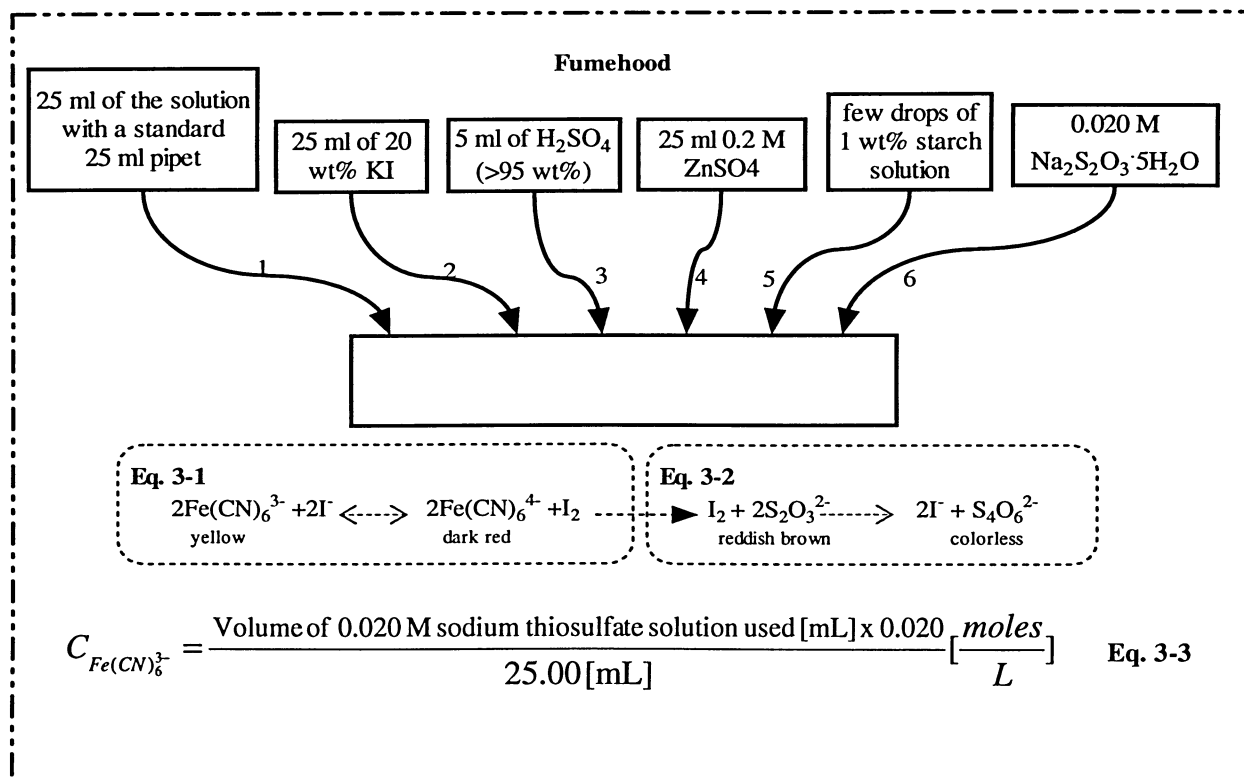 Fumehood
25 ml of the solution
with a standard
25 ml pipet
25 ml of 20
wt% KI
5 ml of H₂SO₄
(>95 wt%)
25 ml 0.2 M
ZnSO4
few drops of
1 wt% starch
solution
0.020 M
Na₂S₂O₃·5H₂O
1
2
3
4
5
6
Eq. 3-1
2Fe(CN)₆³⁻ +2I⁻ <---> 2Fe(CN)₆⁴⁻ +I₂
yellow
dark red
Eq. 3-2
I₂ + 2S₂O₃²⁻ ---> 2I⁻ + S₄O₆²⁻
reddish brown
colorless
C_{Fe(CN)₆³⁻} = \frac{Volume of 0.020 M sodium thiosulfate solution used [mL] x 0.020}{25.00 [mL]} [\frac{moles}{L}] Eq. 3-3